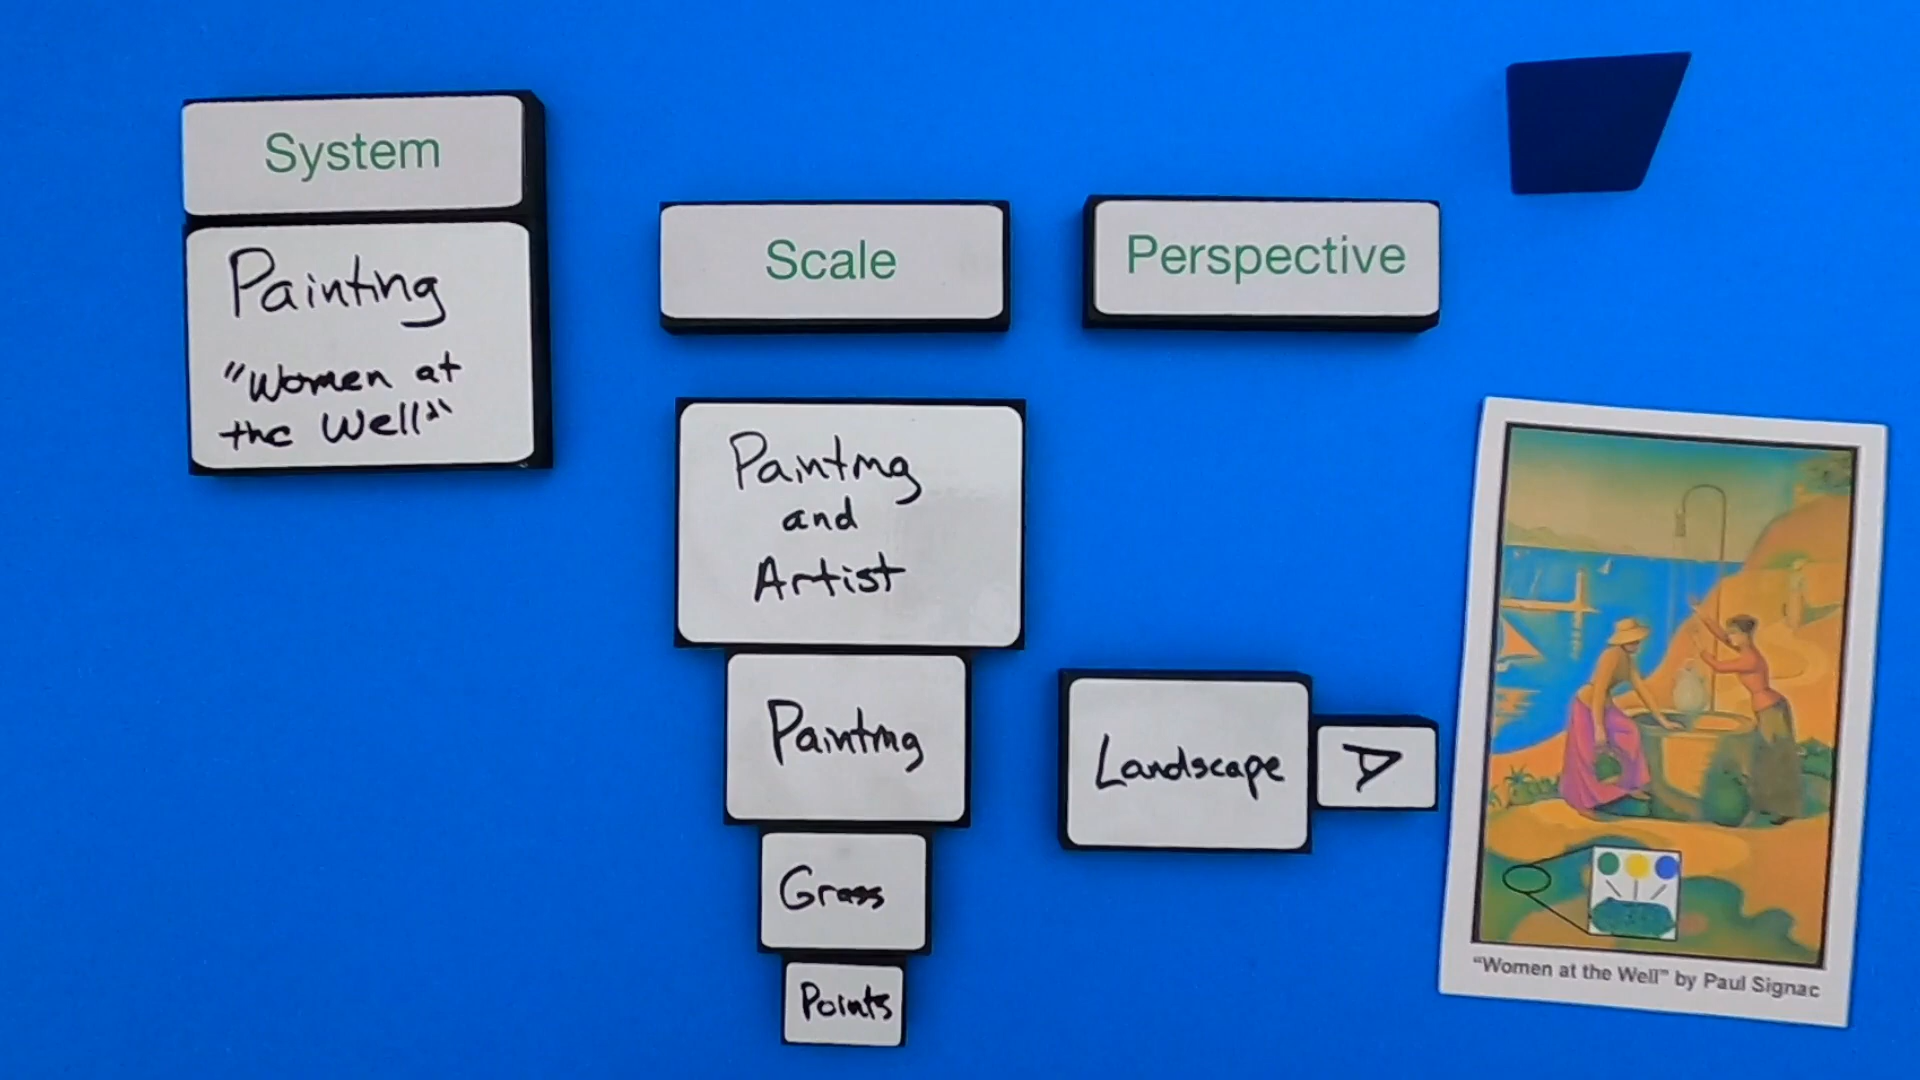 System
Painting
"Women at
the Well"
Scale
Painting
and
Artist
Painting
Grass
Points
Perspective
Landscape
"Women at the Well" by Paul Signac